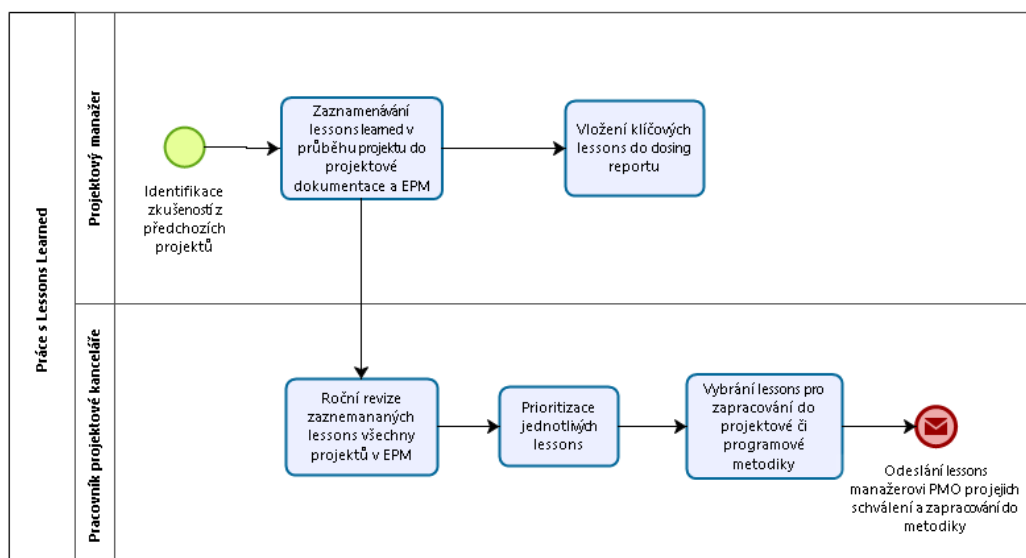 Práce s Lessons Learned
Projektový manažer
Identifikace
zkušeností z
předchozích
projektů
Zaznamenávání
lessons learned v
průběhu projektu do
projektové
dokumentace a EPM
Vložení klíčových
lessons do dosing
reportu
Pracovník projektové kanceláře
Roční revize
zaznemananých
lessons všechny
projektů v EPM
Prioritizace
jednotlivých
lessons
Vybrání lessons pro
zapracování do
projektové či
programové
metodiky
Odeslání lessons
manažerovi PMO pro jejich
schválení a zapracování do
metodiky